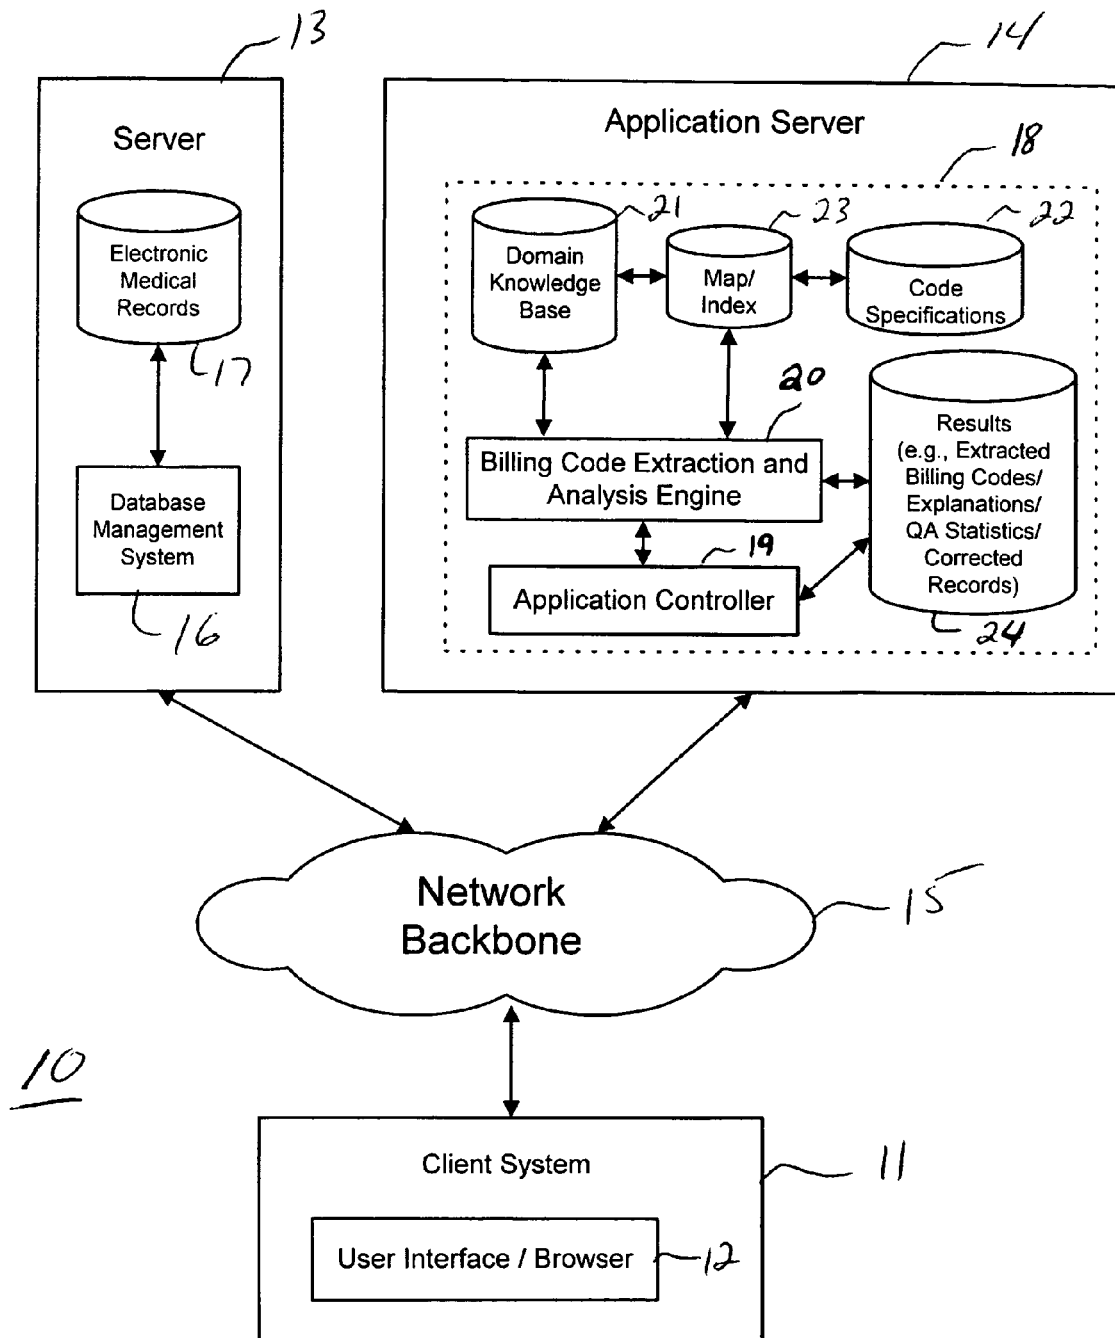 13
14
Server
Application Server
18
Electronic
Medical
Records
17
Database
Management
System
16
21
23
22
Domain
Knowledge
Base
Map/
Index
Code
Specifications
20
Billing Code Extraction and
Analysis Engine
Results
(e.g., Extracted
Billing Codes/
Explanations/
QA Statistics/
Corrected
Records)
19
Application Controller
24
Network
Backbone
15
10
Client System
11
User Interface / Browser
12